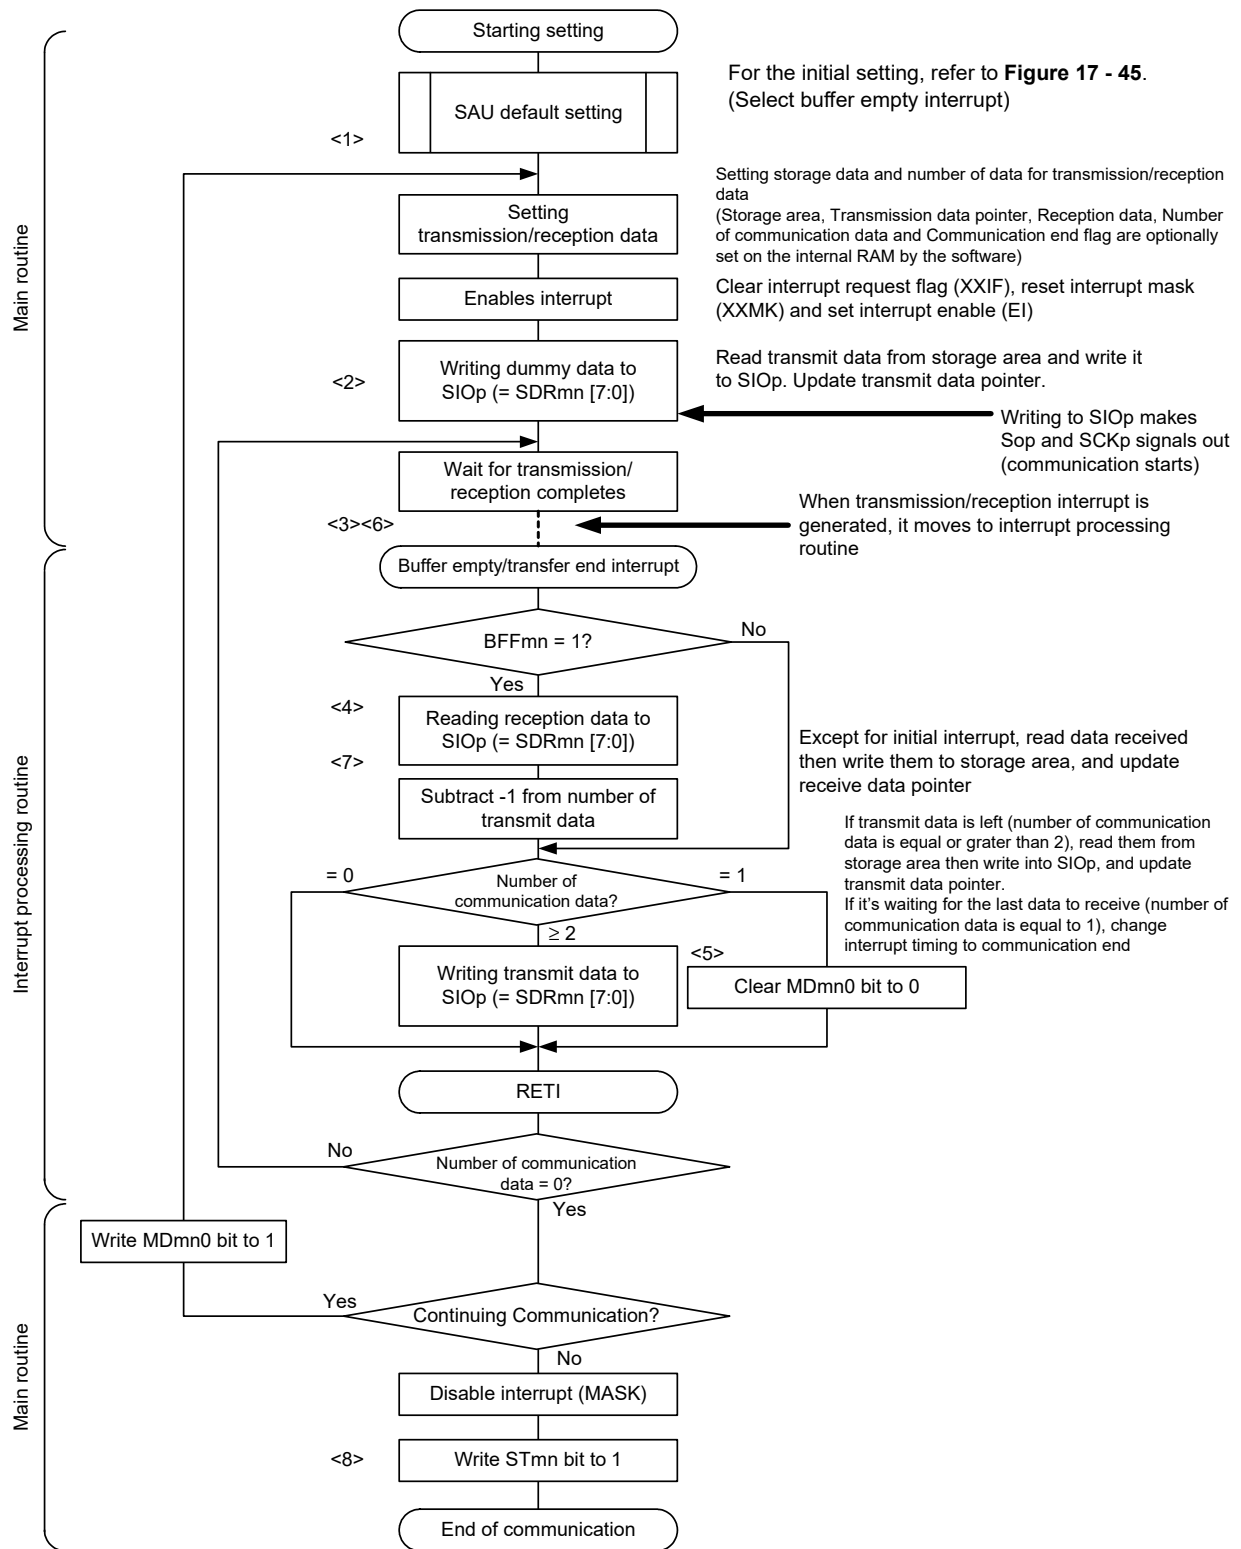 Starting setting
For the initial setting, refer to Figure 17 - 45.
(Select buffer empty interrupt)
SAU default setting
<1>
Setting storage data and number of data for transmission/reception
data
(Storage area, Transmission data pointer, Reception data, Number
of communication data and Communication end flag are optionally
set on the internal RAM by the software)
Setting
transmission/reception data
Main routine
Enables interrupt
Clear interrupt request flag (XXIF), reset interrupt mask
(XXMK) and set interrupt enable (EI)
<2>
Writing dummy data to
SIOp (= SDRmn [7:0])
Read transmit data from storage area and write it
to SIOp. Update transmit data pointer.
Writing to SIOp makes
Sop and SCKp signals out
(communication starts)
Wait for transmission/
reception completes
<3><6>
When transmission/reception interrupt is
generated, it moves to interrupt processing
routine
Buffer empty/transfer end interrupt
BFFmn = 1?
No
Yes
<4>
Reading reception data to
SIOp (= SDRmn [7:0])
<7>
Except for initial interrupt, read data received
then write them to storage area, and update
receive data pointer
Subtract -1 from number of
transmit data
Interrupt processing routine
If transmit data is left (number of communication
data is equal or grater than 2), read them from
storage area then write into SIOp, and update
transmit data pointer.
If it's waiting for the last data to receive (number of
communication data is equal to 1), change
interrupt timing to communication end
= 0
Number of
communication data?
= 1
≥ 2
<5>
Writing transmit data to
SIOp (= SDRmn [7:0])
Clear MDmn0 bit to 0
RETI
No
Number of communication
data = 0?
Yes
Write MDmn0 bit to 1
Yes
Continuing Communication?
No
Main routine
Disable interrupt (MASK)
<8>
Write STmn bit to 1
End of communication